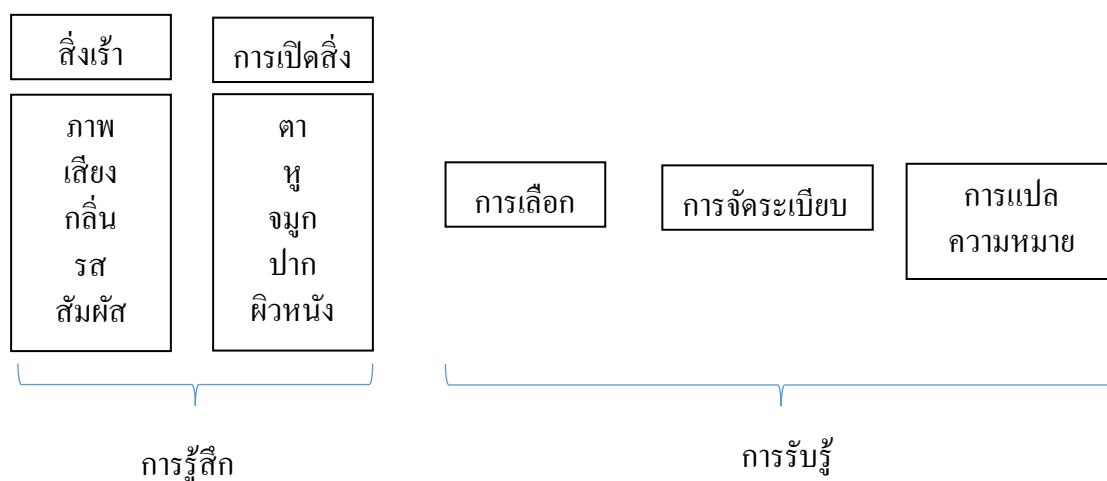 สิ่งเร้า
การเปิดสิ่ง
ภาพ
เสียง
กลิ่น
รส
สัมผัส
ตา
หู
จมูก
ปาก
ผิวหนัง
การเลือก
การจัดระเบียบ
การแปล
ความหมาย
การรู้สึก
การรับรู้